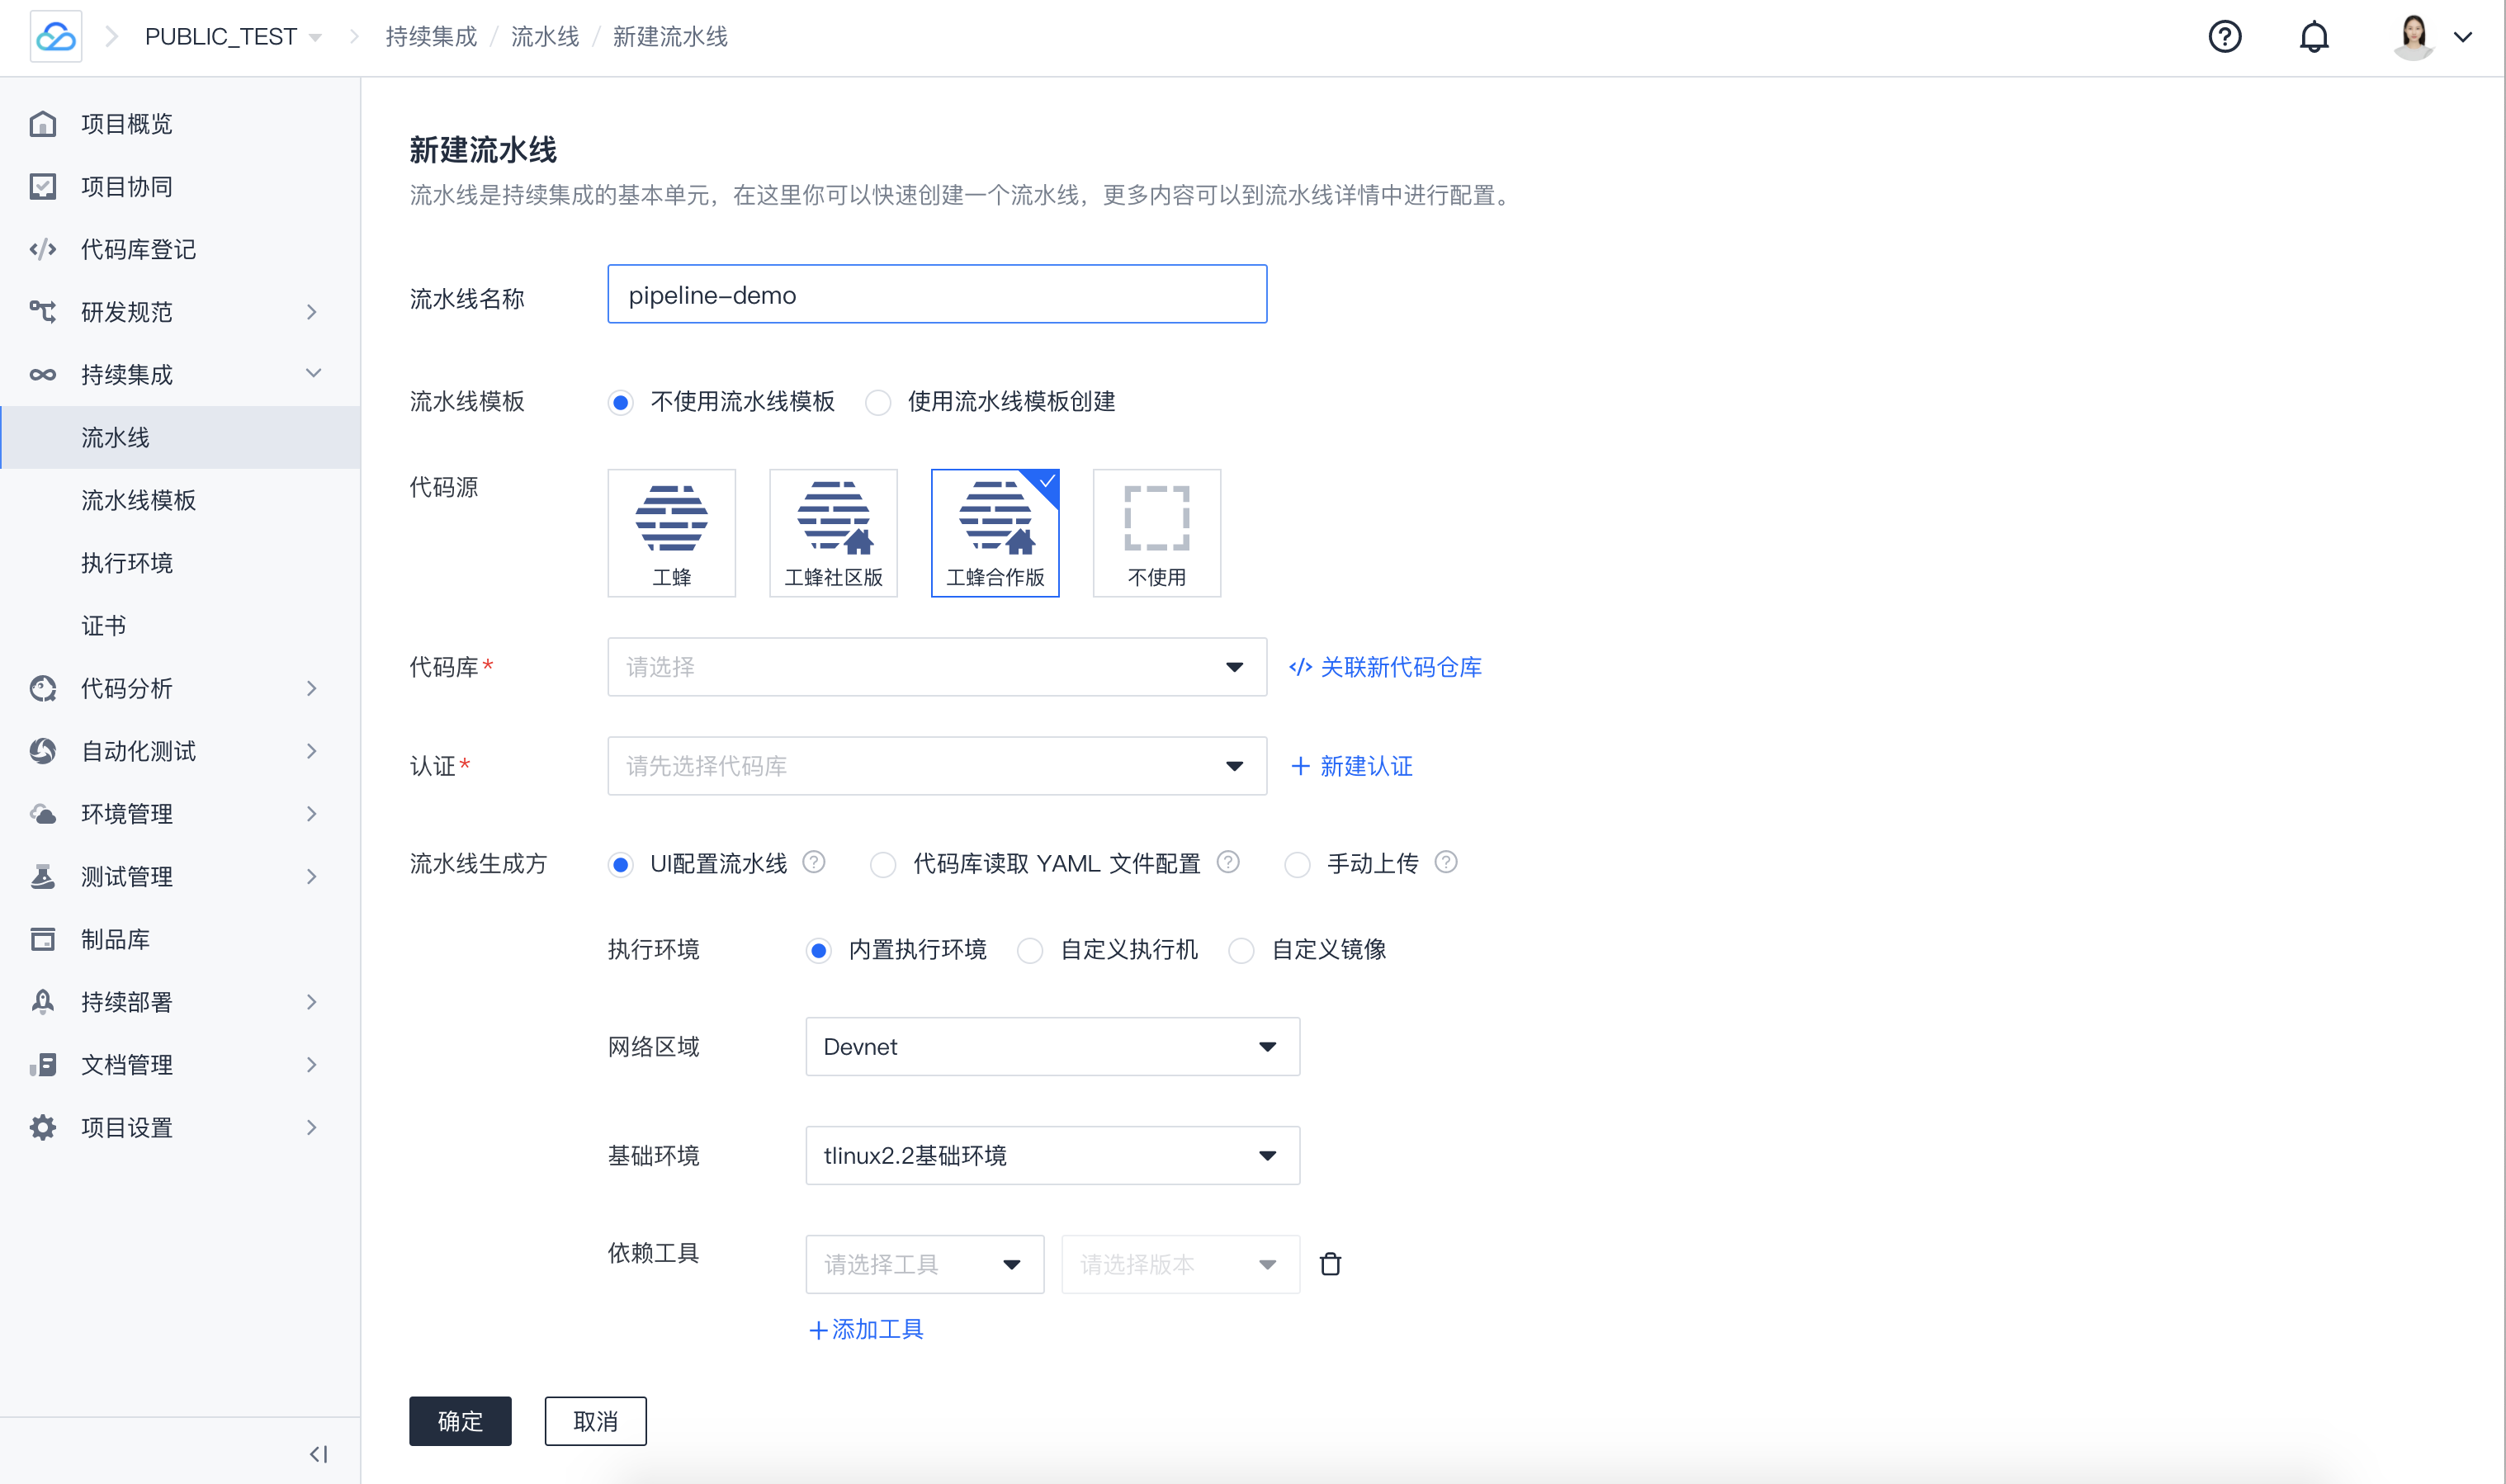 PUBLIC_TEST 持续集成 / 流水线 / 新建流水线
项目概览
项目协同
代码库登记
研发规范
持续集成
流水线
流水线模板
执行环境
证书
代码分析
自动化测试
环境管理
测试管理
制品库
持续部署
文档管理
项目设置
新建流水线
流水线是持续集成的基本单元，在这里你可以快速创建一个流水线，更多内容可以到流水线详情中进行配置。
流水线名称 pipeline-demo
流水线模板 不使用流水线模板 使用流水线模板创建
代码源
工蜂 工蜂社区版 工蜂合作版 不使用
代码库* 请选择 </> 关联新代码仓库
认证* 请先选择代码库 + 新建认证
流水线生成方 UI配置流水线 ? 代码库读取 YAML 文件配置 ? 手动上传 ?
执行环境 内置执行环境 自定义执行机 自定义镜像
网络区域 Devnet
基础环境 tlinux2.2基础环境
依赖工具 请选择工具 请选择版本
+添加工具
确定 取消